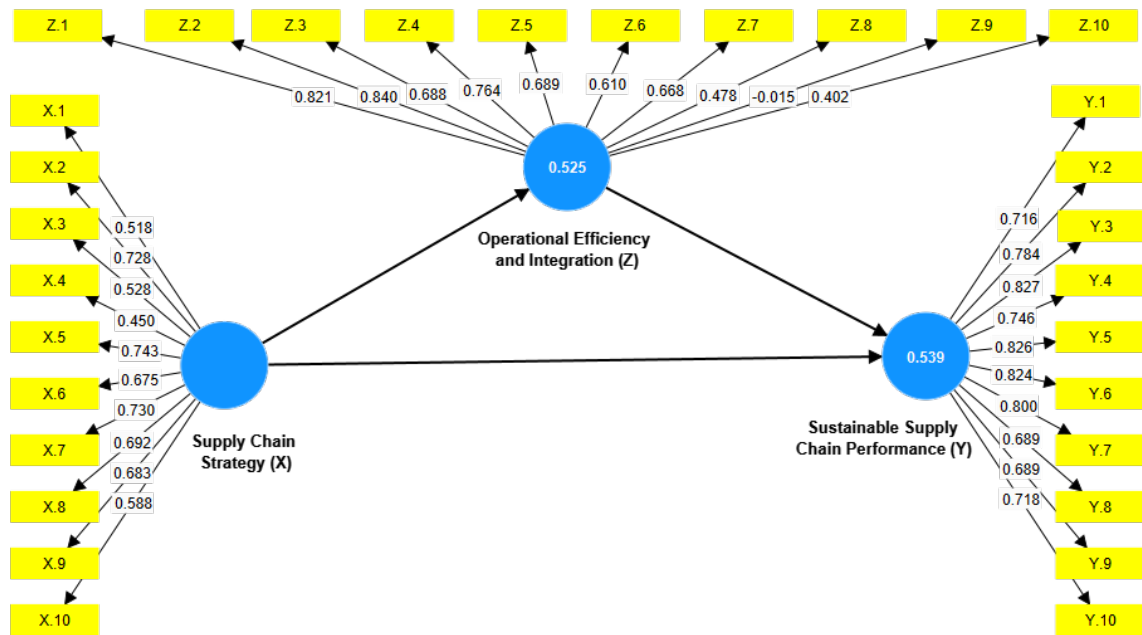 Z.1
Z.2
Z.3
Z.4
Z.5
Z.6
Z.7
Z.8
Z.9
Z.10
0.821
0.840
0.688
0.764
0.689
0.610
0.668
0.478
-0.015
0.402
X.1
X.2
X.3
X.4
X.5
X.6
X.7
X.8
X.9
X.10
0.518
0.728
0.528
0.450
0.743
0.675
0.730
0.692
0.683
0.588
0.525
Operational Efficiency
and Integration (Z)
Supply Chain
Strategy (X)
0.539
Sustainable Supply
Chain Performance (Y)
0.716
0.784
0.827
0.746
0.826
0.824
0.800
0.689
0.689
0.718
Y.1
Y.2
Y.3
Y.4
Y.5
Y.6
Y.7
Y.8
Y.9
Y.10